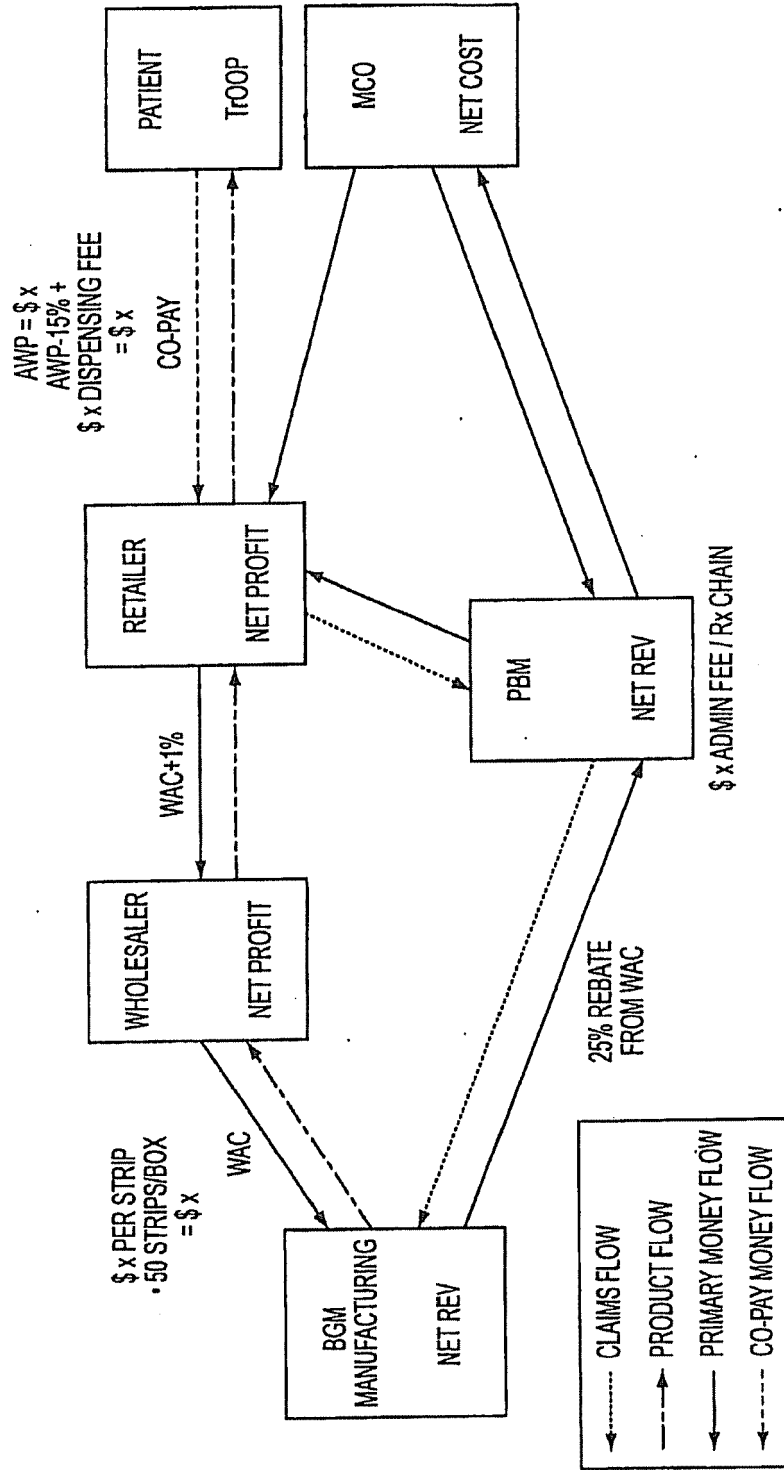 $ x PER STRIP
• 50 STRIPS/BOX
= $ x
WAC
BGM
MANUFACTURING
NET REV
WHOLESALER
NET PROFIT
WAC+1%
RETAILER
NET PROFIT
AWP = $ x
AWP-15% +
$ x DISPENSING FEE
= $ x
CO-PAY
PATIENT
TrOOP
MCO
NET COST
PBM
NET REV
$ x ADMIN FEE / Rx CHAIN
25% REBATE
FROM WAC
CLAIMS FLOW
PRODUCT FLOW
PRIMARY MONEY FLOW
CO-PAY MONEY FLOW